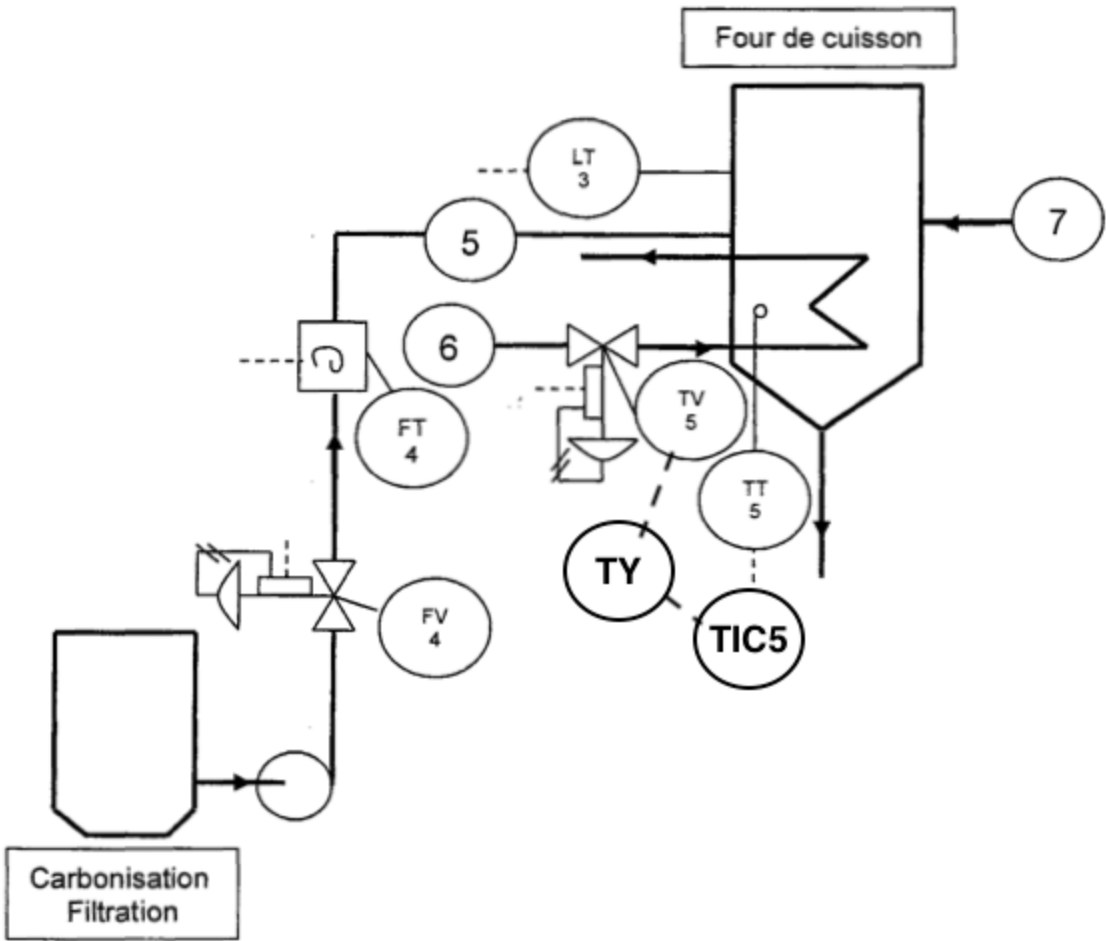 Four de cuisson
LT
3
5
7
6
TV
5
FT
4
TT
5
TY
TIC5
FV
4
Carbonisation
Filtration